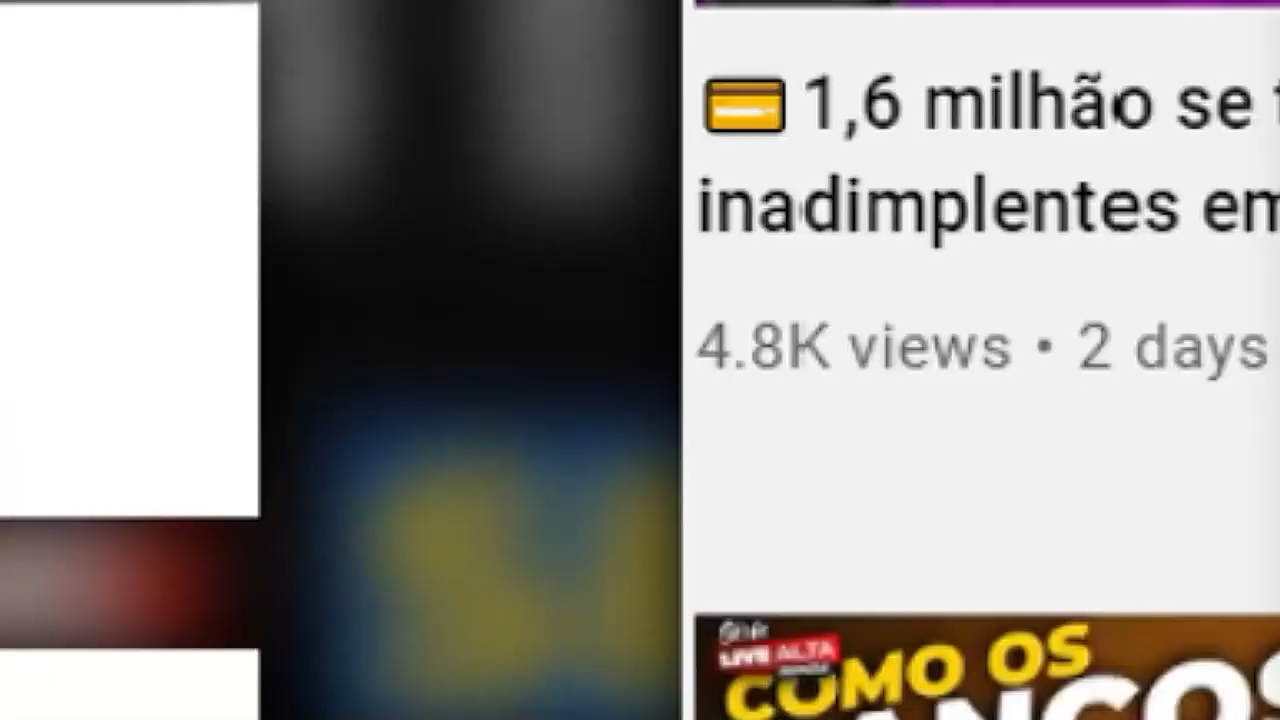 1,6 milhão se
inadimplentes em
4.8K views • 2 days
LIVE ALTA
COMO OS